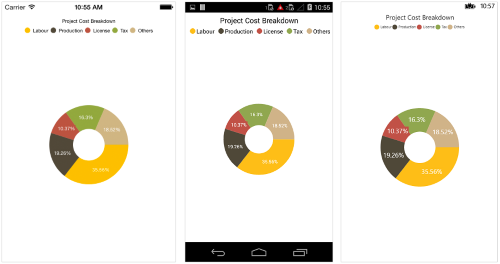 Carrier 10:55 AM
Project Cost Breakdown
Labour Production License Tax Others
16.3%
10.37% 18.52%
19.26%
35.56%
10:55
Project Cost Breakdown
Labour Production License Tax Others
16.3%
10.37% 18.52%
19.26%
35.56%
10:57
Project Cost Breakdown
Labour Production License Tax Others
16.3%
10.37% 18.52%
19.26%
35.56%